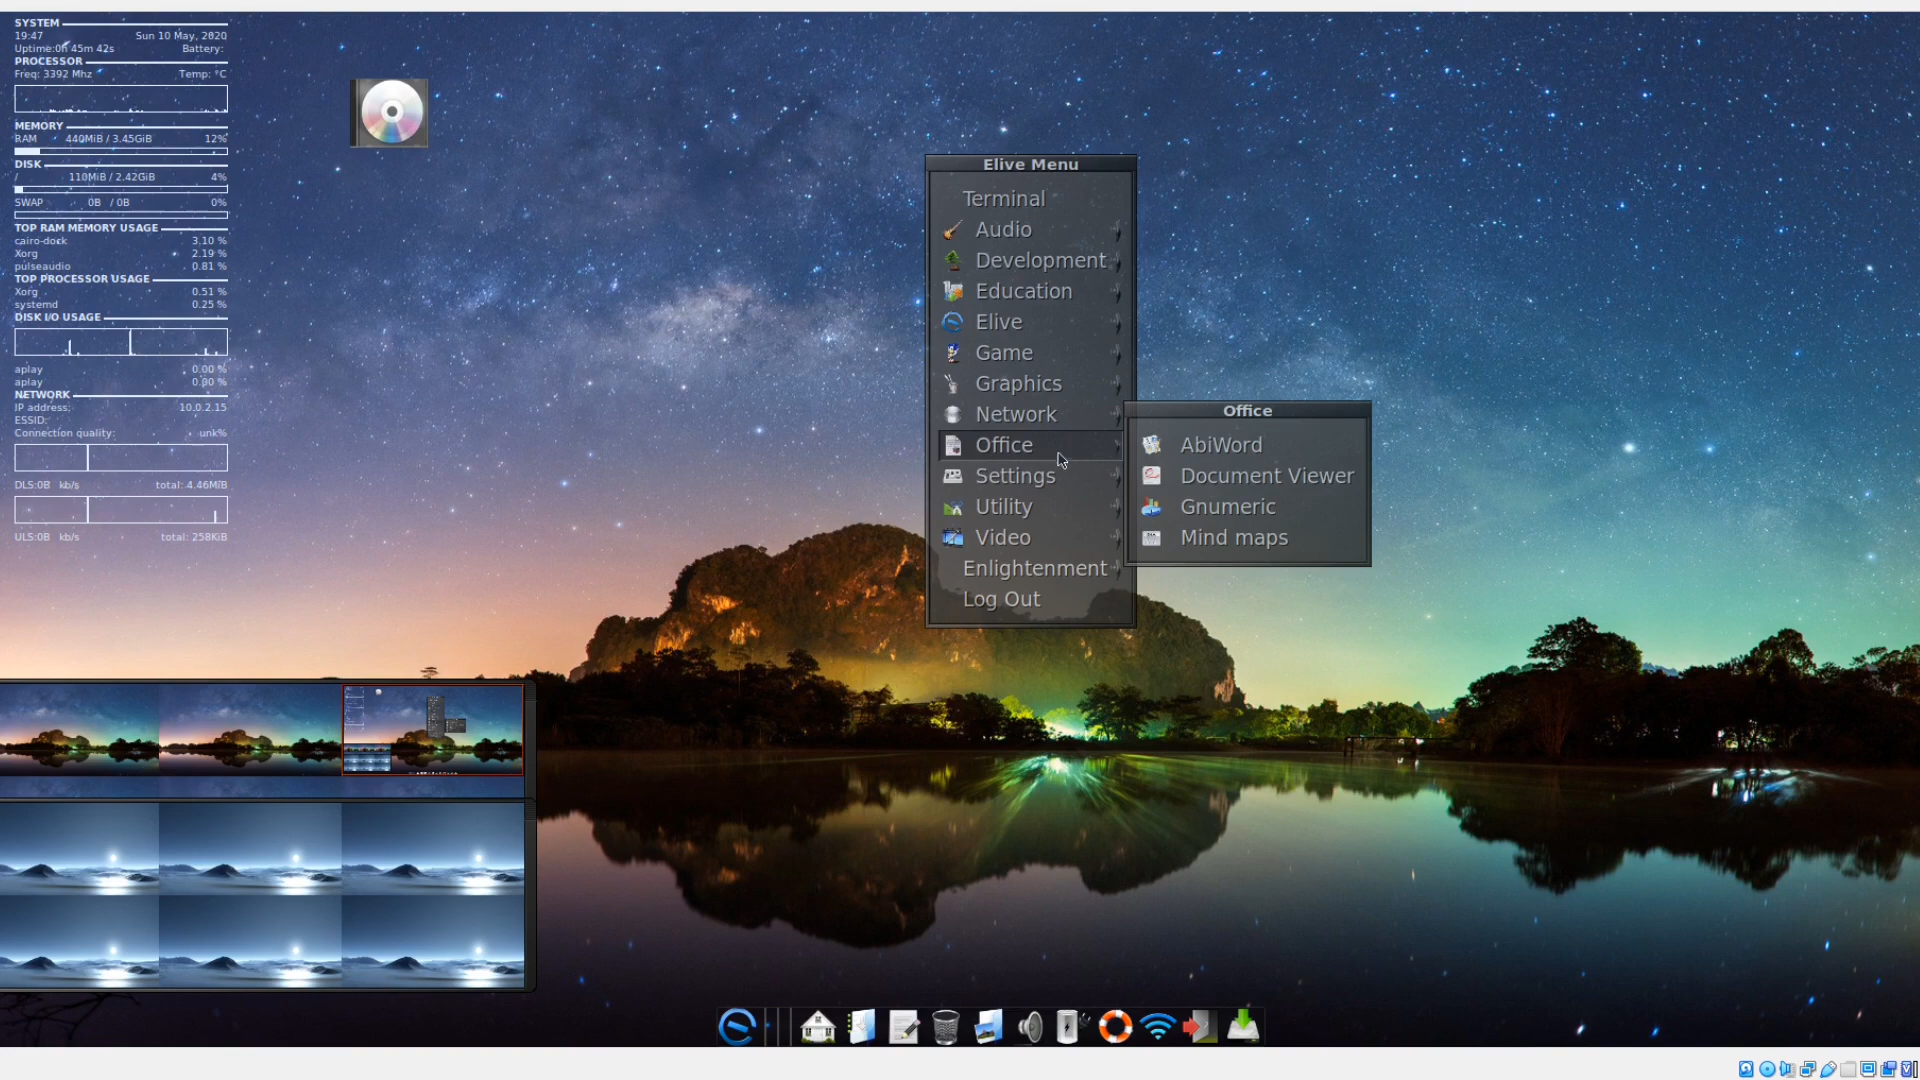 SYSTEM
19:47 Sun 10 May, 2020
Uptime:0h 45m 42s Battery:
PROCESSOR
Freq: 3392 Mhz Temp: °C
MEMORY
RAM 440MiB / 3.45GiB 12%
DISK
/ 110MiB / 2.42GiB 4%
SWAP 0B / 0B 0%
TOP RAM MEMORY USAGE
cairo-dock 3.10 %
Xorg 2.19 %
pulseaudio 0.81 %
TOP PROCESSOR USAGE
Xorg 0.51 %
systemd 0.25 %
DISK I/O USAGE
aplay 0.00 %
aplay 0.00 %
NETWORK
IP address: 10.0.2.15
ESSID:
Connection quality: unk%
DLS:0B kb/s total: 4.46MiB
ULS:0B kb/s total: 258KiB
Elive Menu
Terminal
Audio
Development
Education
Elive
Game
Graphics
Network
Office
Settings
Utility
Video
Enlightenment
Log Out
Office
AbiWord
Document Viewer
Gnumeric
Mind maps